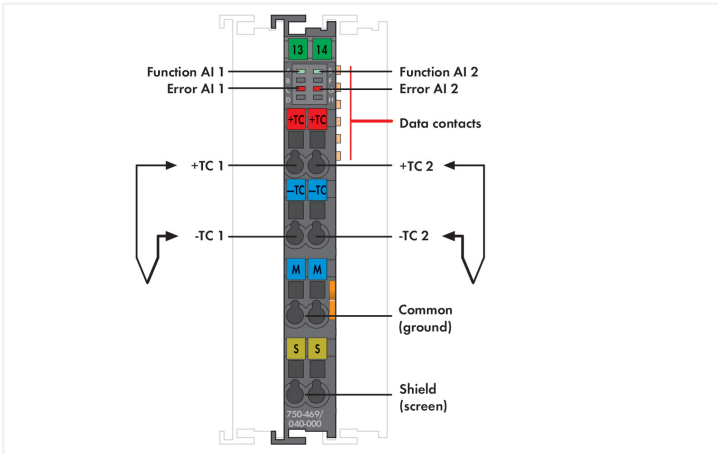 13 14
Function AI 1
Function AI 2
A E
B F
Error AI 1
C G
Error AI 2
D H
+TC +TC
Data contacts
+TC 1
+TC 2
–TC –TC
-TC 1
-TC 2
M M
Common
(ground)
S S
Shield
(screen)
750-469/
040-000